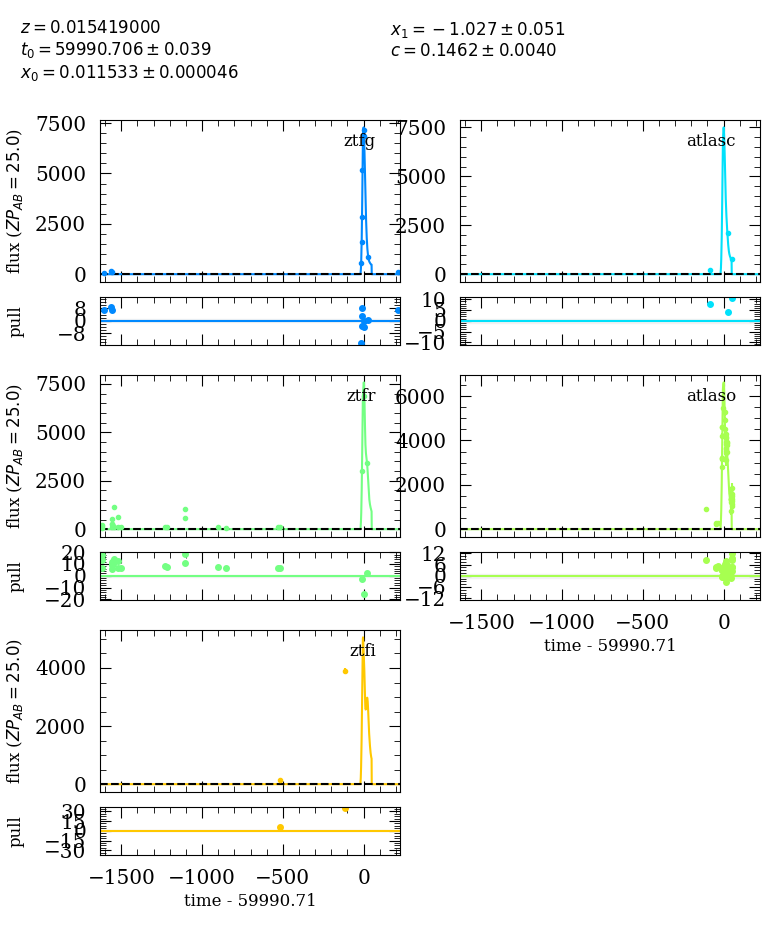 z = 0.015419000
t₀ = 59990.706 ± 0.039
x₀ = 0.011533 ± 0.000046
x₁ = −1.027 ± 0.051
c = 0.1462 ± 0.0040
flux (ZP_AB = 25.0)
7500
5000
2500
0
ztfg
7500
5000
2500
0
atlasc
pull
8
0
−8
10
5
0
−5
−10
flux (ZP_AB = 25.0)
7500
5000
2500
0
ztfr
6000
4000
2000
0
atlaso
pull
20
10
0
−10
−20
12
6
0
−6
−12
−1500
−1000
−500
0
time - 59990.71
flux (ZP_AB = 25.0)
4000
2000
0
ztfi
pull
30
15
0
−15
−30
−1500
−1000
−500
0
time - 59990.71